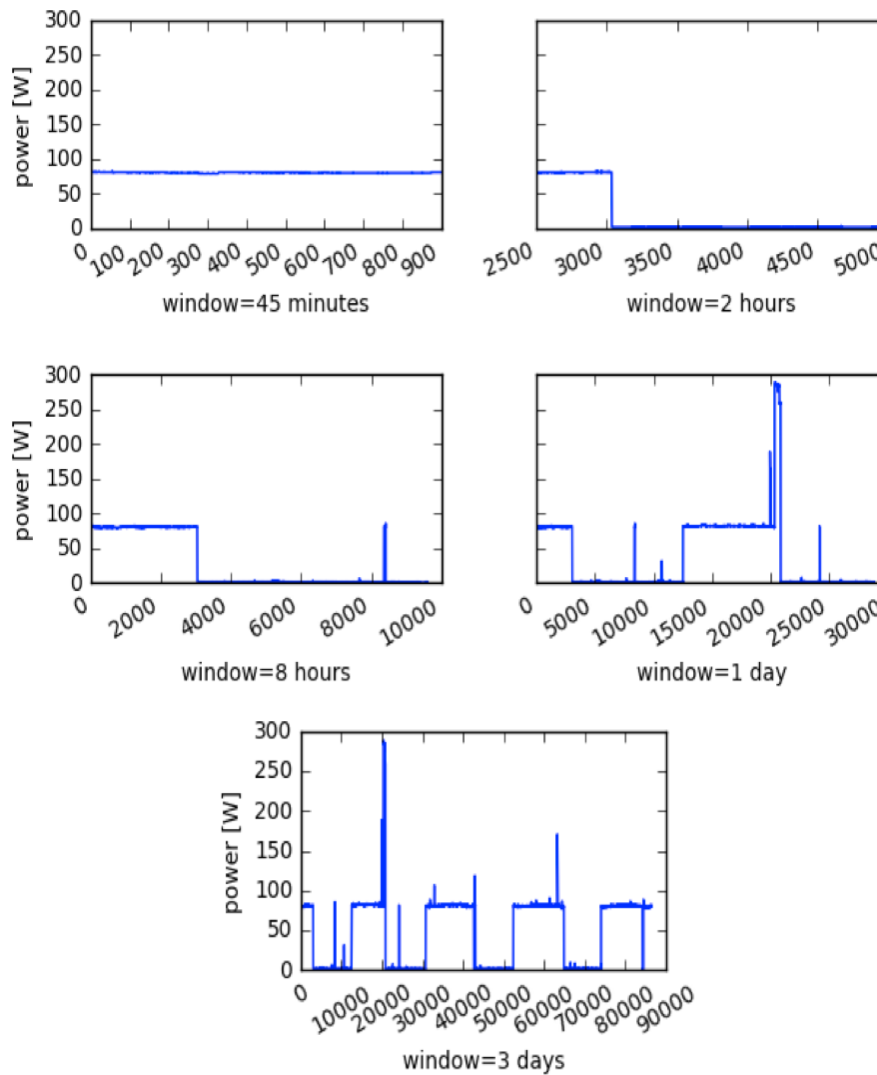 300
250
200
150
100
50
0
power [W]
0 100 200 300 400 500 600 700 800 900
window=45 minutes
2500 3000 3500 4000 4500 5000
window=2 hours
300
250
200
150
100
50
0
power [W]
0 2000 4000 6000 8000 10000
window=8 hours
0 5000 10000 15000 20000 25000 30000
window=1 day
300
250
200
150
100
50
0
power [W]
0 10000 20000 30000 40000 50000 60000 70000 80000 90000
window=3 days